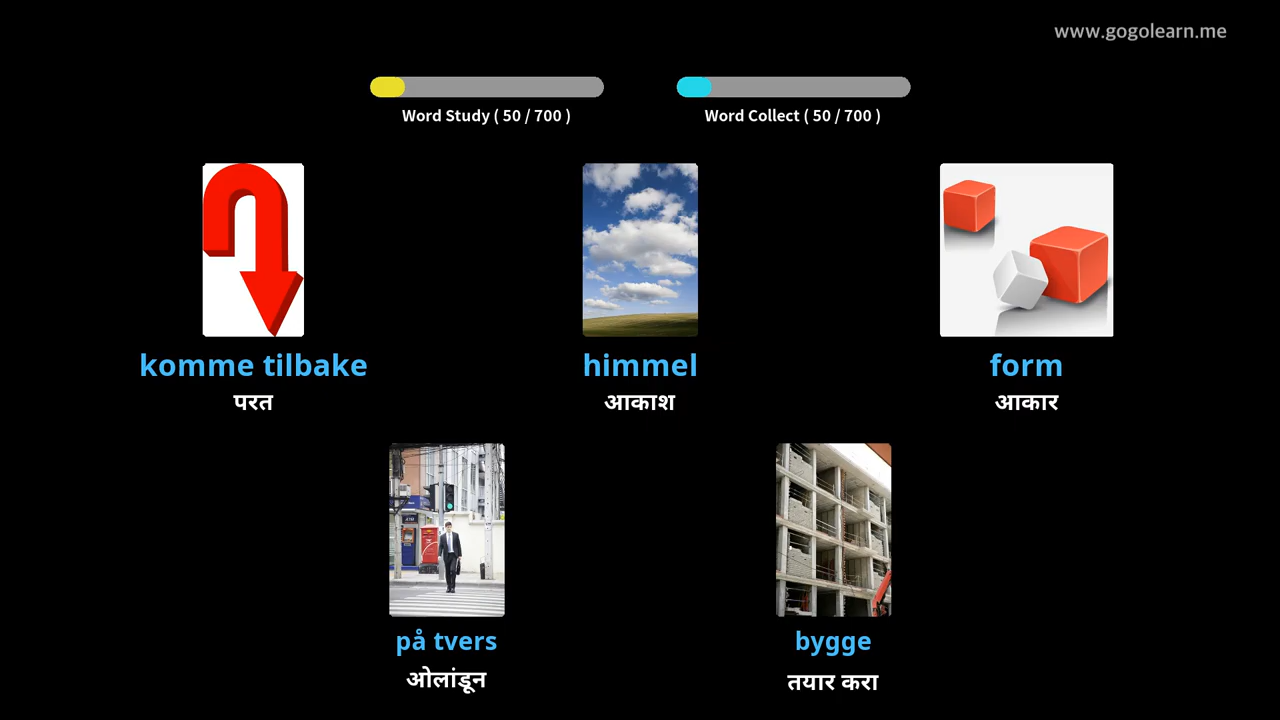 www.gogolearn.me
Word Study ( 50 / 700 )
Word Collect ( 50 / 700 )
komme tilbake
परत
himmel
आकाश
form
आकार
på tvers
ओलांडून
bygge
तयार करा